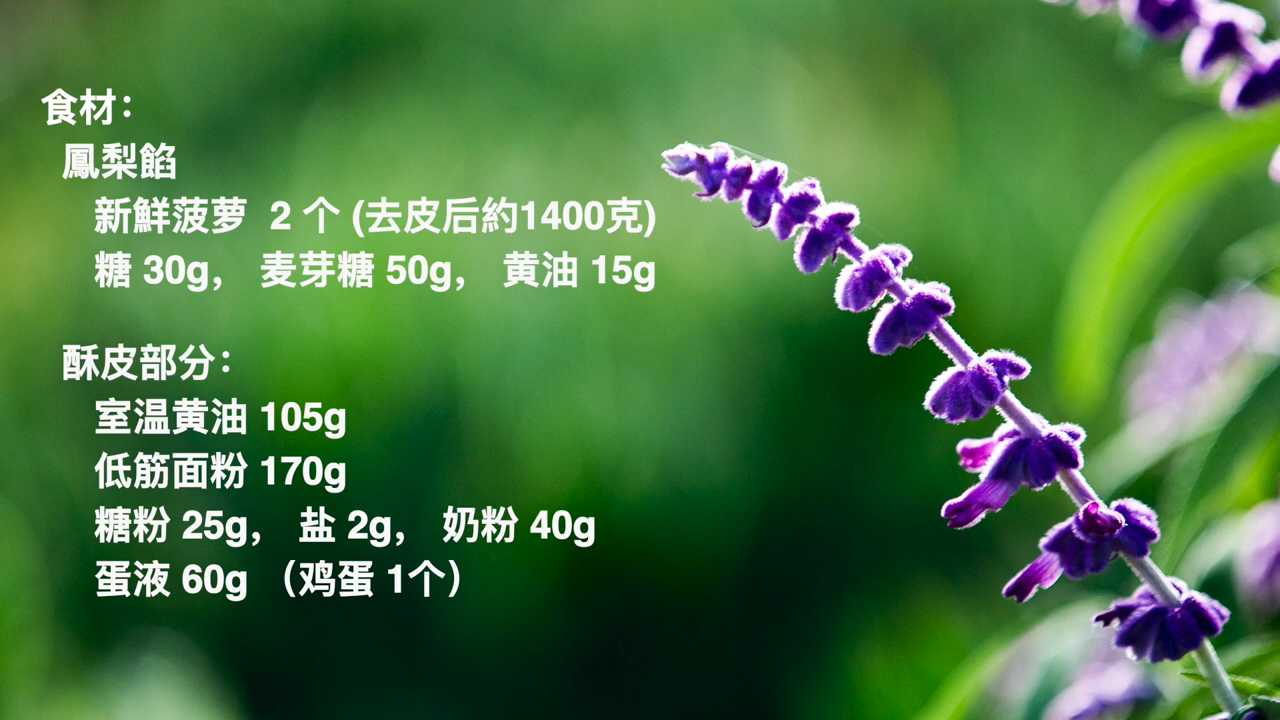 食材：
鳳梨餡
新鮮菠萝 2 个 (去皮后約1400克)
糖 30g， 麦芽糖 50g， 黄油 15g
酥皮部分：
室温黄油 105g
低筋面粉 170g
糖粉 25g， 盐 2g， 奶粉 40g
蛋液 60g （鸡蛋 1个）